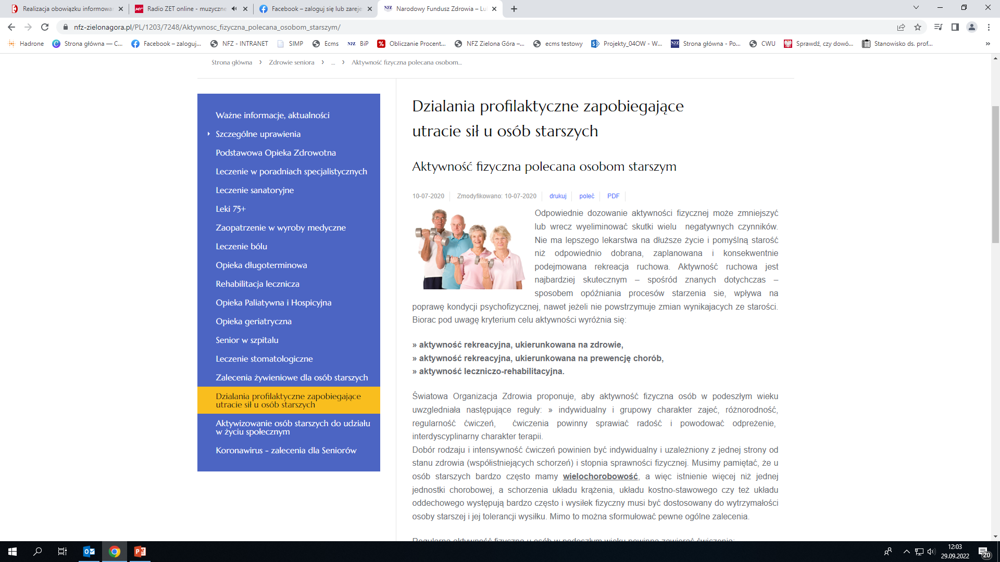 Realizacja obowiązku informowan
Radio ZET online - muzyczne
Facebook – zaloguj się lub zareje
Narodowy Fundusz Zdrowia – Lu
nfz-zielonagora.pl/PL/1203/7248/Aktywnosc_fizyczna_polecana_osobom_starszym/
Hadrone
Strona główna — C...
Facebook – zaloguj...
NFZ - INTRANET
SIMP
Ecms
BiP
Obliczanie Procent...
NFZ Zielona Góra –...
ecms testowy
Projekty_04OW - W...
Strona główna - Po...
CWU
Sprawdź, czy dowó...
Stanowisko ds. prof...
»
Strona główna › Zdrowie seniora › ... › Aktywność fizyczna polecana osobom...
Ważne informacje, aktualności
Szczególne uprawienia
Podstawowa Opieka Zdrowotna
Leczenie w poradniach specjalistycznych
Leczenie sanatoryjne
Leki 75+
Zaopatrzenie w wyroby medyczne
Leczenie bólu
Opieka długoterminowa
Rehabilitacja lecznicza
Opieka Paliatywna i Hospicyjna
Opieka geriatryczna
Senior w szpitalu
Leczenie stomatologiczne
Zalecenia żywieniowe dla osób starszych
Dzialania profilaktyczne zapobiegające
utracie sił u osób starszych
Aktywizowanie osób starszych do udziału
w życiu społecznym
Koronawirus - zalecenia dla Seniorów
Dzialania profilaktyczne zapobiegające
utracie sił u osób starszych
Aktywność fizyczna polecana osobom starszym
10-07-2020 Zmodyfikowano: 10-07-2020 drukuj poleć PDF
Odpowiednie dozowanie aktywności fizycznej może zmniejszyć
lub wrecz wyeliminować skutki wielu negatywnych czynników.
Nie ma lepszego lekarstwa na dłuższe życie i pomyślną starość
niż odpowiednio dobrana, zaplanowana i konsekwentnie
podejmowana rekreacja ruchowa. Aktywność ruchowa jest
najbardziej skutecznym – spośród znanych dotychczas –
sposobem opóźniania procesów starzenia sie, wpływa na
poprawę kondycji psychofizycznej, nawet jeżeli nie powstrzymuje zmian wynikajacych ze starości.
Biorac pod uwagę kryterium celu aktywności wyróżnia się:
» aktywność rekreacyjna, ukierunkowana na zdrowie,
» aktywność rekreacyjna, ukierunkowana na prewencję chorób,
» aktywność leczniczo-rehabilitacyjna.
Światowa Organizacja Zdrowia proponuje, aby aktywność fizyczna osób w podeszłym wieku
uwzgledniała następujące reguły: » indywidualny i grupowy charakter zajeć, różnorodność,
regularność ćwiczeń, ćwiczenia powinny sprawiać radość i powodować odpreżenie,
interdyscyplinarny charakter terapii.
Dobór rodzaju i intensywność ćwiczeń powinien być indywidualny i uzależniony z jednej strony od
stanu zdrowia (współistniejących schorzeń) i stopnia sprawności fizycznej. Musimy pamiętać, że u
osób starszych bardzo często mamy wielochorobowość, a więc istnienie więcej niż jednej
jednostki chorobowej, a schorzenia układu krążenia, układu kostno-stawowego czy też układu
oddechowego występują bardzo często i wysiłek fizyczny musi być dostosowany do wytrzymałości
osoby starszej i jej tolerancji wysiłku. Mimo to można sformułować pewne ogólne zalecenia.
Regularna aktywność fizyczna u osób w podeszłym wieku powinna zawierać ćwiczenia:
12:03
29.09.2022
20